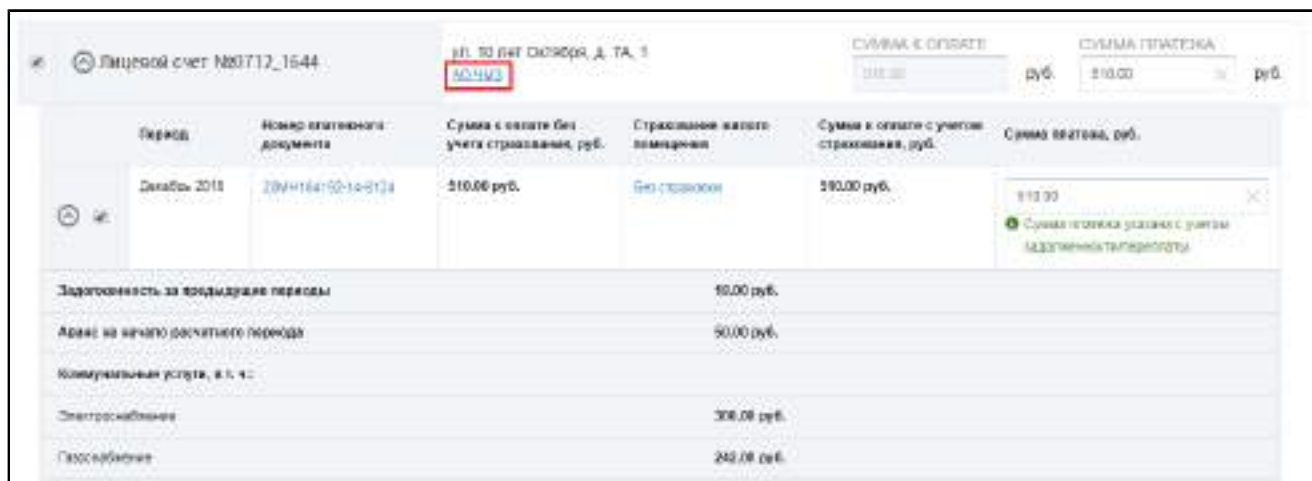 Лицевой счет №0712_1644
ул. 10 лет Октября, д. 7А, 1
СУММА К ОПЛАТЕ
СУММА ПЛАТЕЖА
510.00
руб.
510.00
руб.
Период
Номер платежного
документа
Сумма к оплате без
учета страхования, руб.
Страхование жилого
помещения
Сумма к оплате с учетом
страхования, руб.
Сумма платежа, руб.
Декабрь 2018
510.00 руб.
Без страховки
510.00 руб.
510.00
Сумма платежа указана с учетом
задолженности/переплаты
Задолженность за предыдущие периоды
10.00 руб.
Аванс на начало расчетного периода
50.00 руб.
Коммунальные услуги, в т. ч.:
Электроснабжение
308.00 руб.
Газоснабжение
242.00 руб.